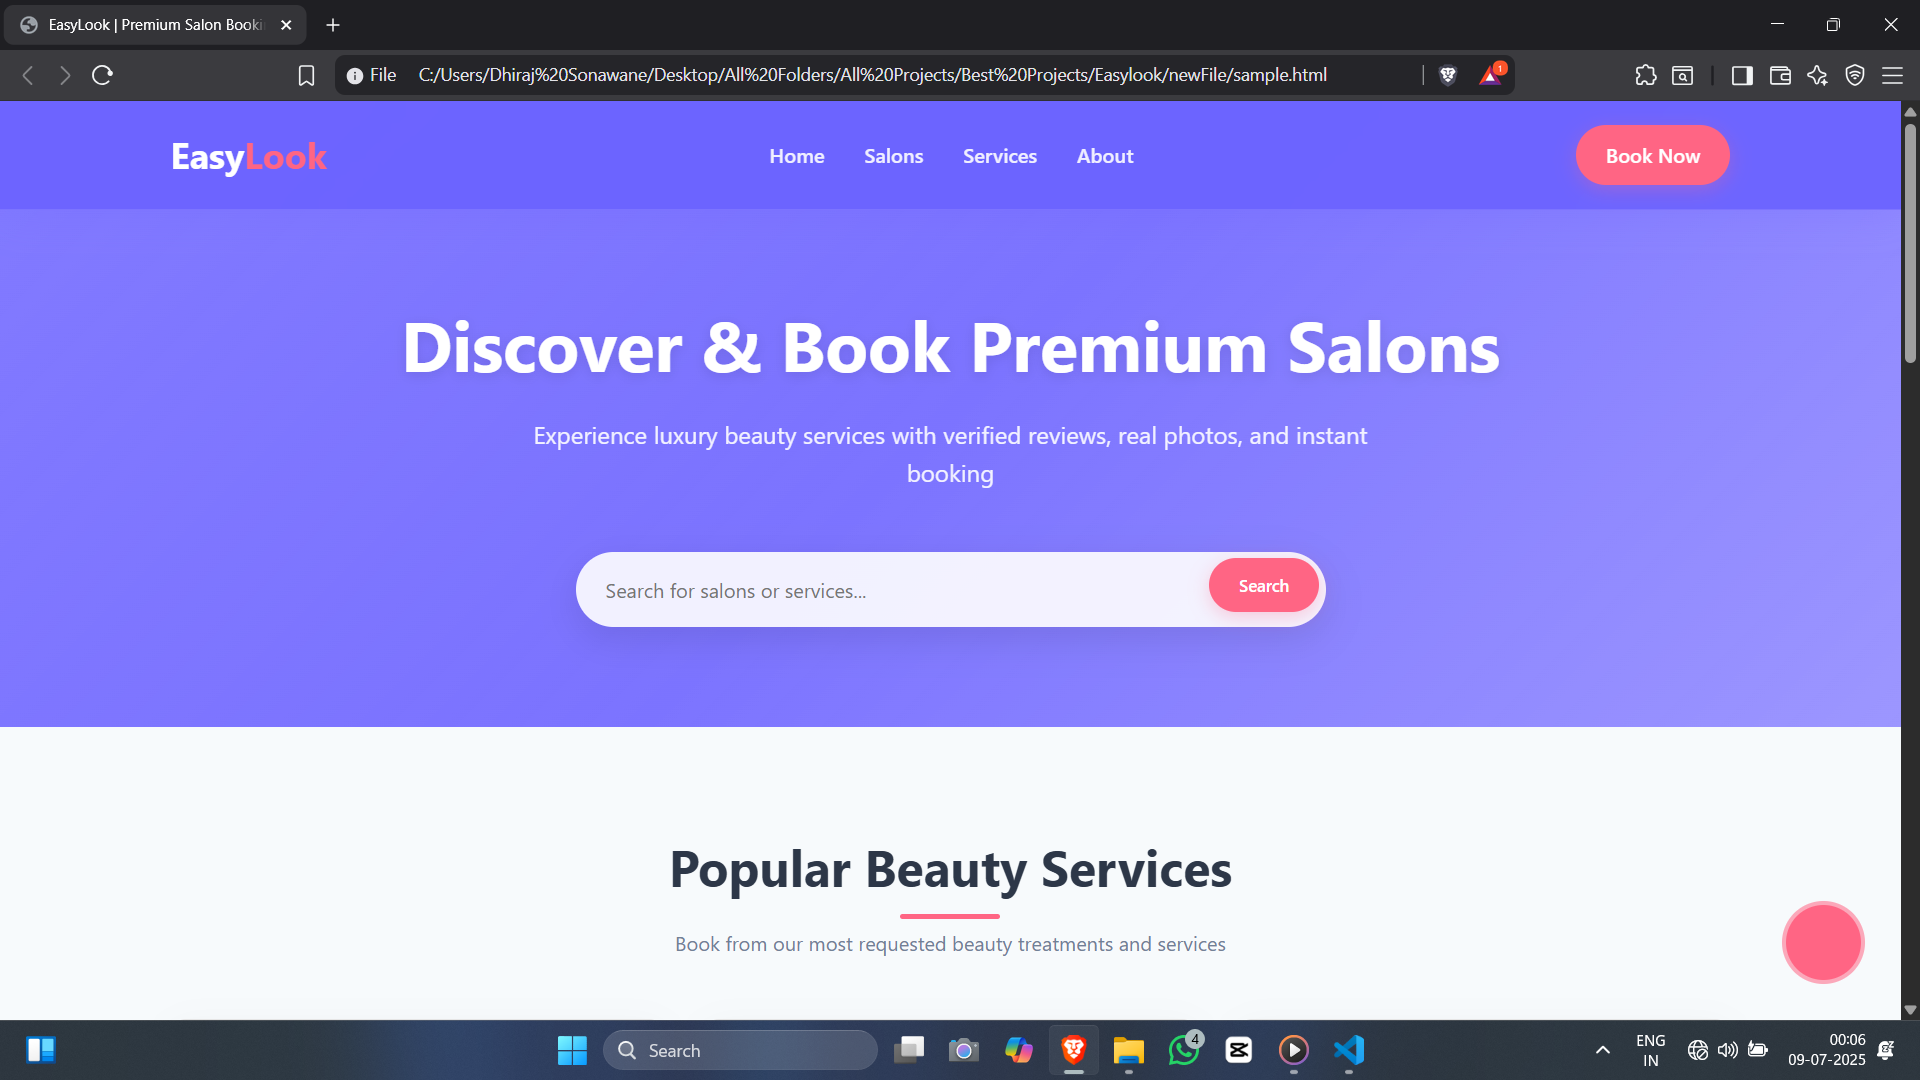 EasyLook | Premium Salon Booki
File C:/Users/Dhiraj%20Sonawane/Desktop/All%20Folders/All%20Projects/Best%20Projects/Easylook/newFile/sample.html
1
EasyLook
Home Salons Services About
Book Now
Discover & Book Premium Salons
Experience luxury beauty services with verified reviews, real photos, and instant
booking
Search for salons or services...
Search
Popular Beauty Services
Book from our most requested beauty treatments and services
Search
4
ENG
IN
00:06
09-07-2025